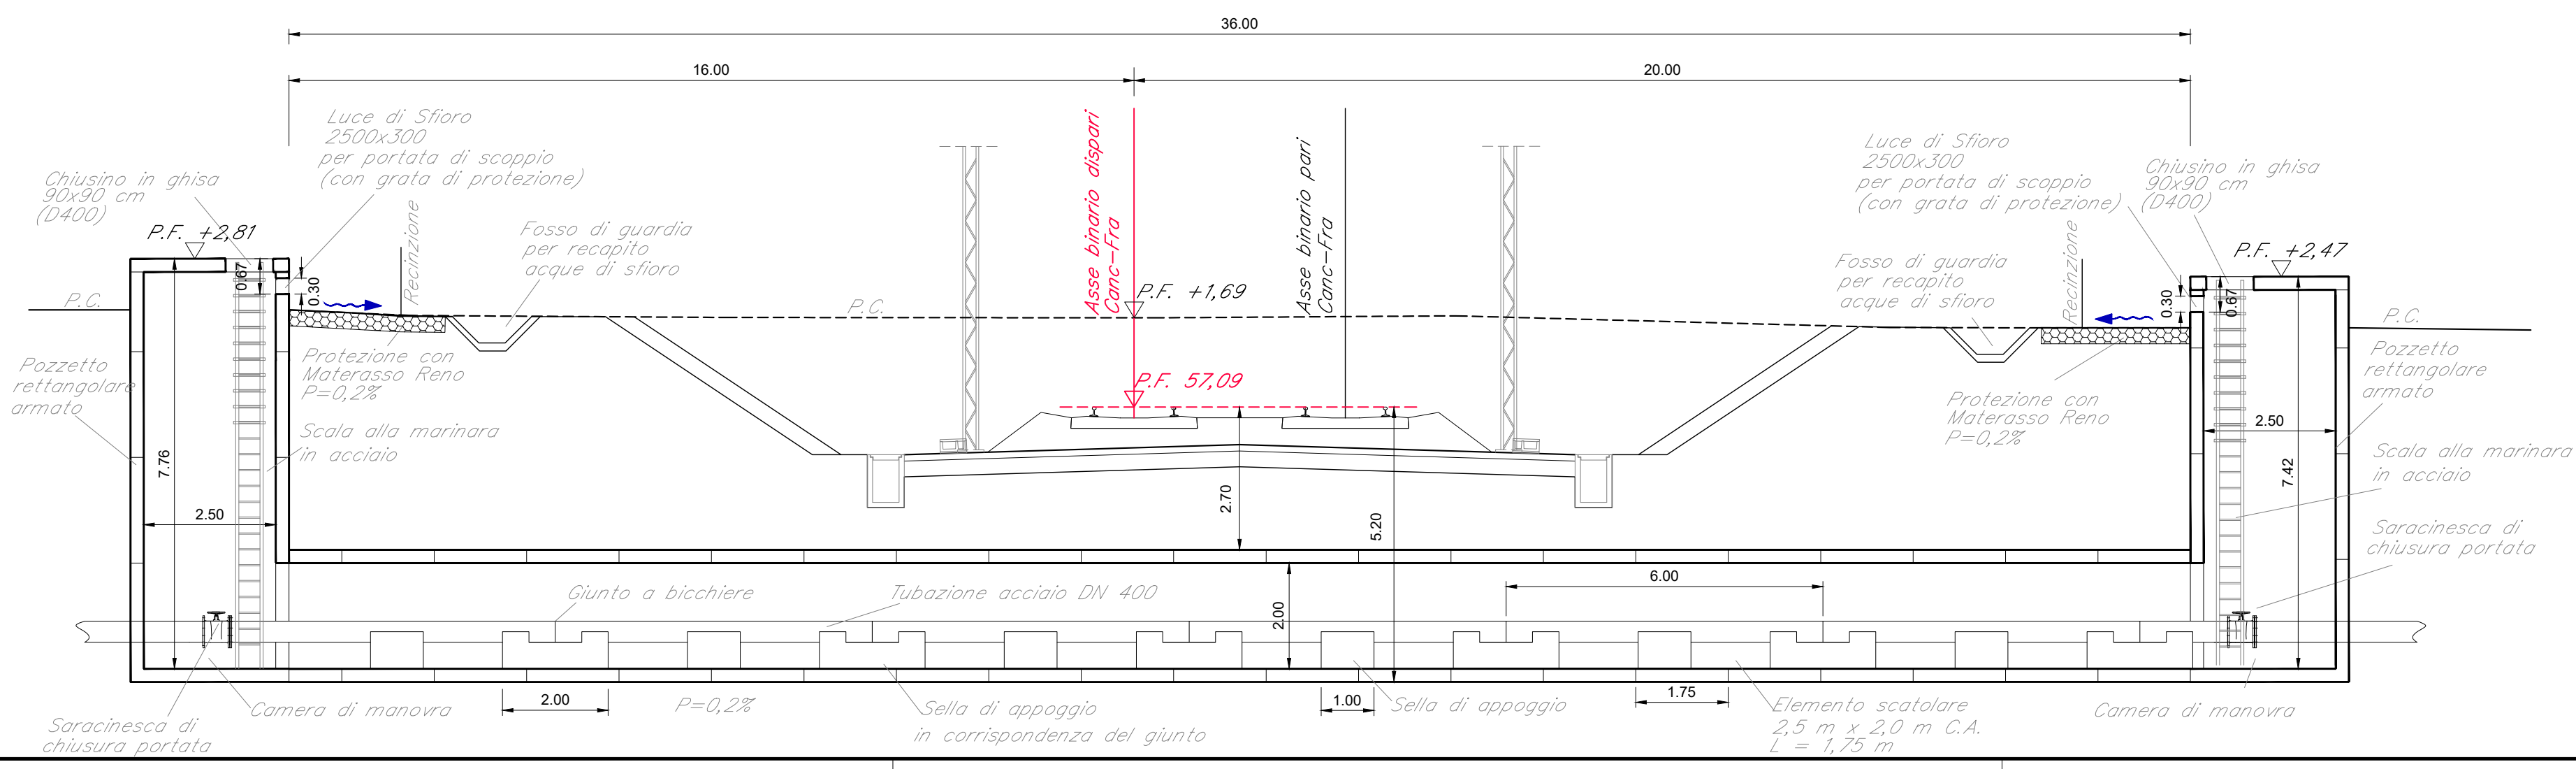 36.00
16.00
20.00
Luce di Sfioro
2500x300
per portata di scoppio
(con grata di protezione)
Chiusino in ghisa
90x90 cm
(D400)
P.F. +2,81
Recinzione
Fosso di guardia
per recapito
acque di sfioro
Asse binario dispari
Canc-Fra
Asse binario pari
Canc-Fra
Luce di Sfioro
2500x300
per portata di scoppio
(con grata di protezione)
Chiusino in ghisa
90x90 cm
(D400)
P.F. +2,47
Recinzione
Fosso di guardia
per recapito
acque di sfioro
0.67
0.30
P.C.
P.C.
P.F. +1,69
0.30
0.67
P.C.
Pozzetto
rettangolare
armato
Protezione con
Materasso Reno
P=0,2%
P.F. 57,09
Protezione con
Materasso Reno
P=0,2%
Pozzetto
rettangolare
armato
Scala alla marinara
in acciaio
7.76
2.50
2.70
5.20
2.50
7.42
Scala alla marinara
in acciaio
Saracinesca di
chiusura portata
Giunto a bicchiere
Tubazione acciaio DN 400
2.00
6.00
Saracinesca di
chiusura portata
Camera di manovra
2.00
P=0,2%
Sella di appoggio
in corrispondenza del giunto
1.00
Sella di appoggio
1.75
Elemento scatolare
2,5 m x 2,0 m C.A.
L = 1,75 m
Camera di manovra